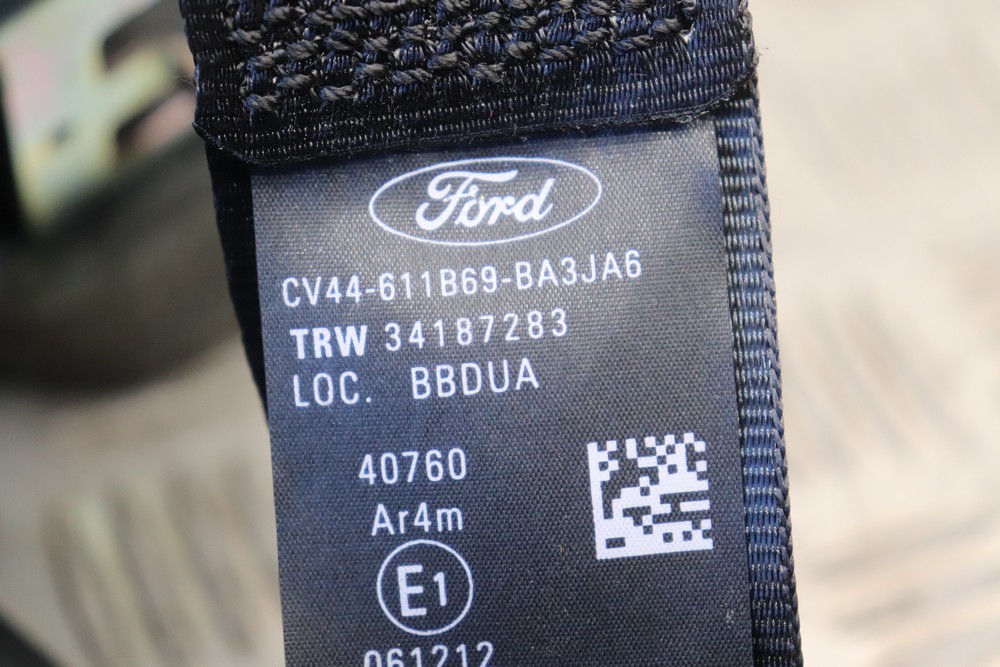 Ford
CV44-611B69-BA3JA6
TRW 34187283
LOC. BBDUA
40760
Ar4m
E1
061212